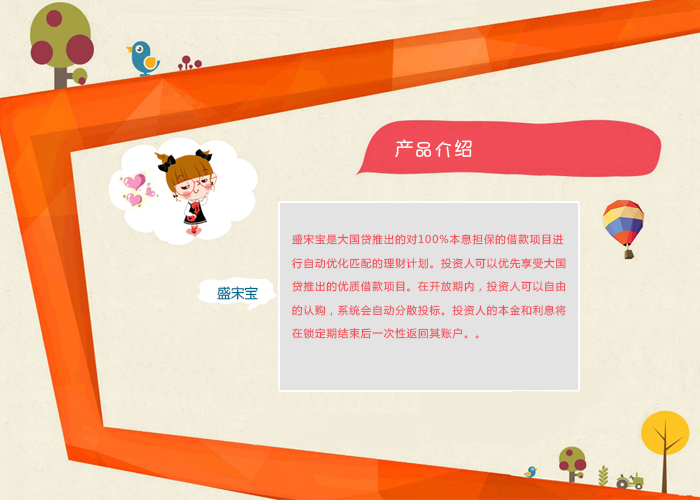 产品介绍
盛宋宝是大国贷推出的对100%本息担保的借款项目进
行自动优化匹配的理财计划。投资人可以优先享受大国
贷推出的优质借款项目。在开放期内，投资人可以自由
的认购，系统会自动分散投标。投资人的本金和利息将
在锁定期结束后一次性返回其账户。。
盛宋宝